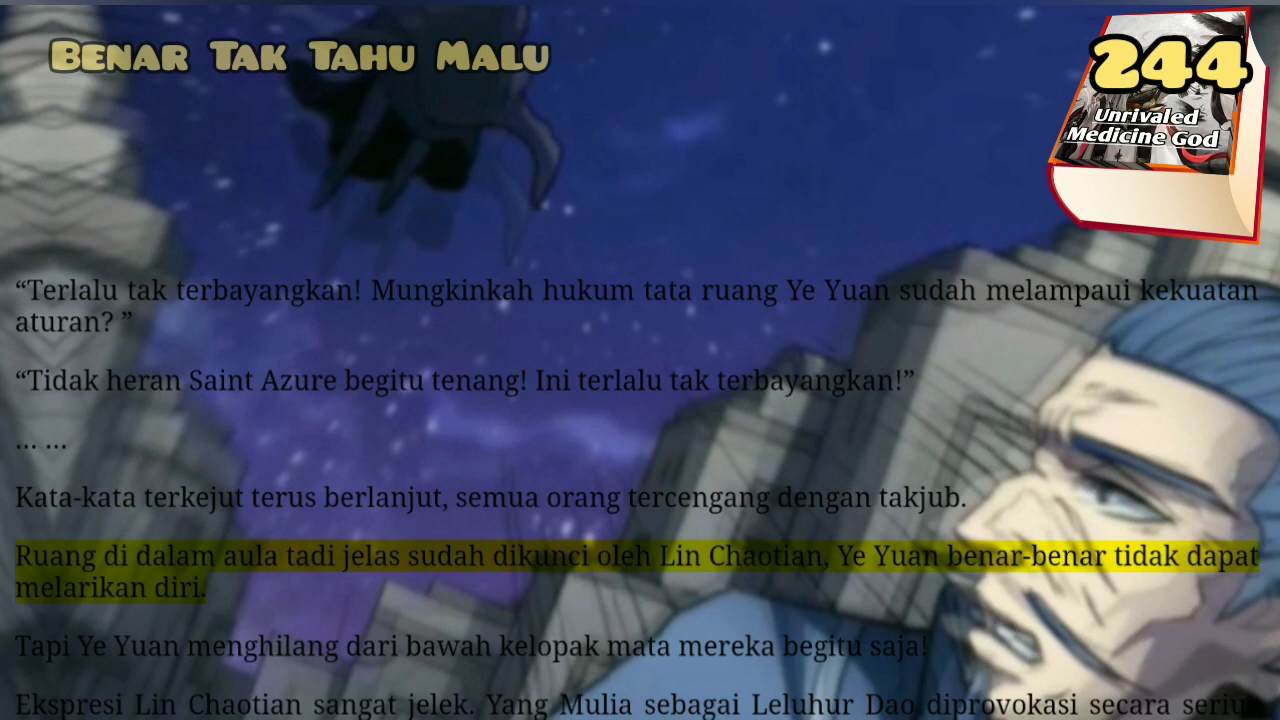 Benar Tak Tahu Malu
244
Unrivaled
Medicine God
“Terlalu tak terbayangkan! Mungkinkah hukum tata ruang Ye Yuan sudah melampaui kekuatan
aturan? ”
“Tidak heran Saint Azure begitu tenang! Ini terlalu tak terbayangkan!”
... ...
Kata-kata terkejut terus berlanjut, semua orang tercengang dengan takjub.
Ruang di dalam aula tadi jelas sudah dikunci oleh Lin Chaotian, Ye Yuan benar-benar tidak dapat
melarikan diri.
Tapi Ye Yuan menghilang dari bawah kelopak mata mereka begitu saja!
Ekspresi Lin Chaotian sangat jelek. Yang Mulia sebagai Leluhur Dao diprovokasi secara serius